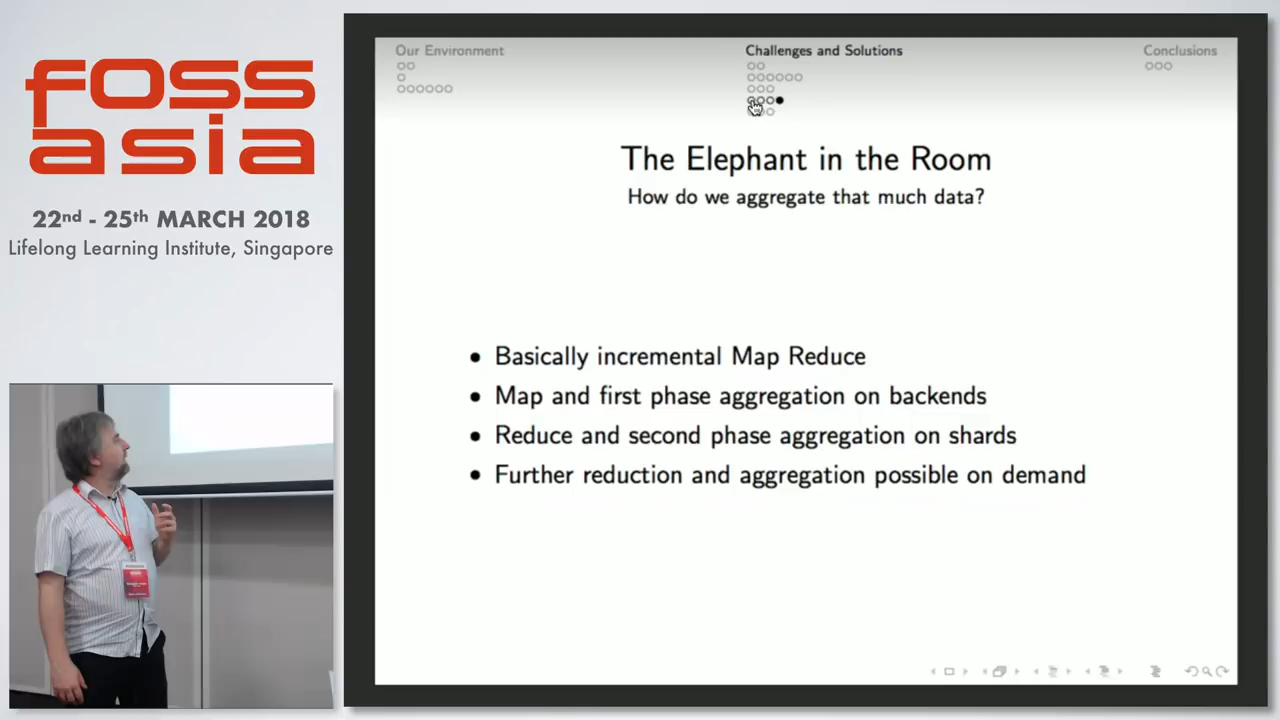 foss
asia
22nd - 25th MARCH 2018
Lifelong Learning Institute, Singapore
Our Environment
Challenges and Solutions
Conclusions
The Elephant in the Room
How do we aggregate that much data?
• Basically incremental Map Reduce
• Map and first phase aggregation on backends
• Reduce and second phase aggregation on shards
• Further reduction and aggregation possible on demand